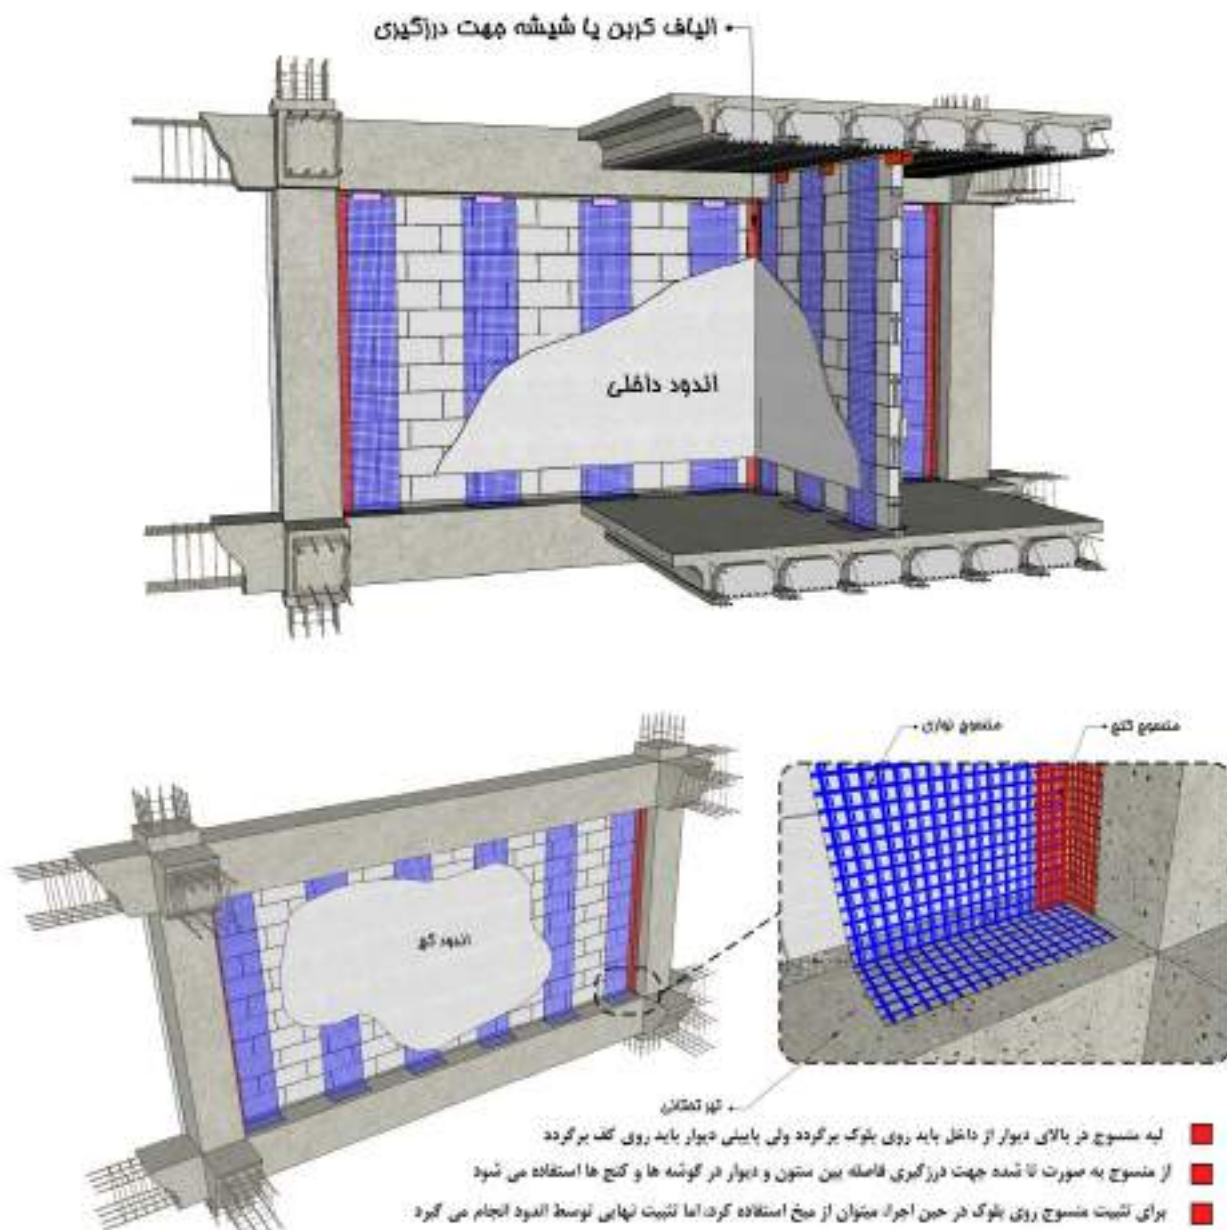 الیاف کربن یا شیشه جهت درزگیری
اندود داخلی
منسوج نواری
منسوج کنج
اندود گچ
تیر تحتانی
لبه منسوج در بالای دیوار از داخل باید روی بلوک برگردد ولی پایینی دیوار باید روی کف برگردد
از منسوج به صورت تا شده جهت درزگیری فاصله بین ستون و دیوار در گوشه ها و کنج ها استفاده می شود
برای تثبیت منسوج روی بلوک در حین اجرا، میتوان از میخ استفاده کرد، اما تثبیت نهایی توسط اندود انجام می گیرد